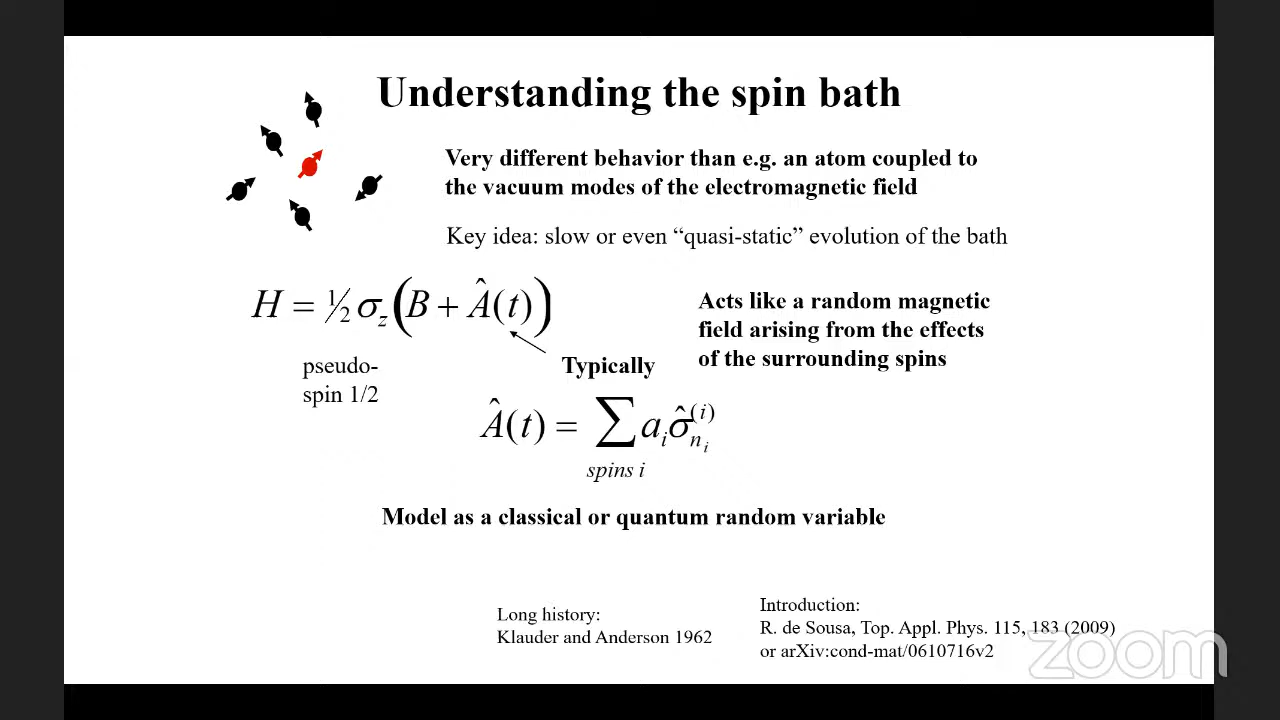 Understanding the spin bath
Very different behavior than e.g. an atom coupled to
the vacuum modes of the electromagnetic field
Key idea: slow or even “quasi-static” evolution of the bath
H = ½ σ_z (B + Â(t))
Acts like a random magnetic
field arising from the effects
of the surrounding spins
pseudo-
spin 1/2
Typically
Â(t) = ∑ a_i σ̂_{n_i}^{(i)}
spins i
Model as a classical or quantum random variable
Long history:
Klauder and Anderson 1962
Introduction:
R. de Sousa, Top. Appl. Phys. 115, 183 (2009)
or arXiv:cond-mat/0610716v2
zoom